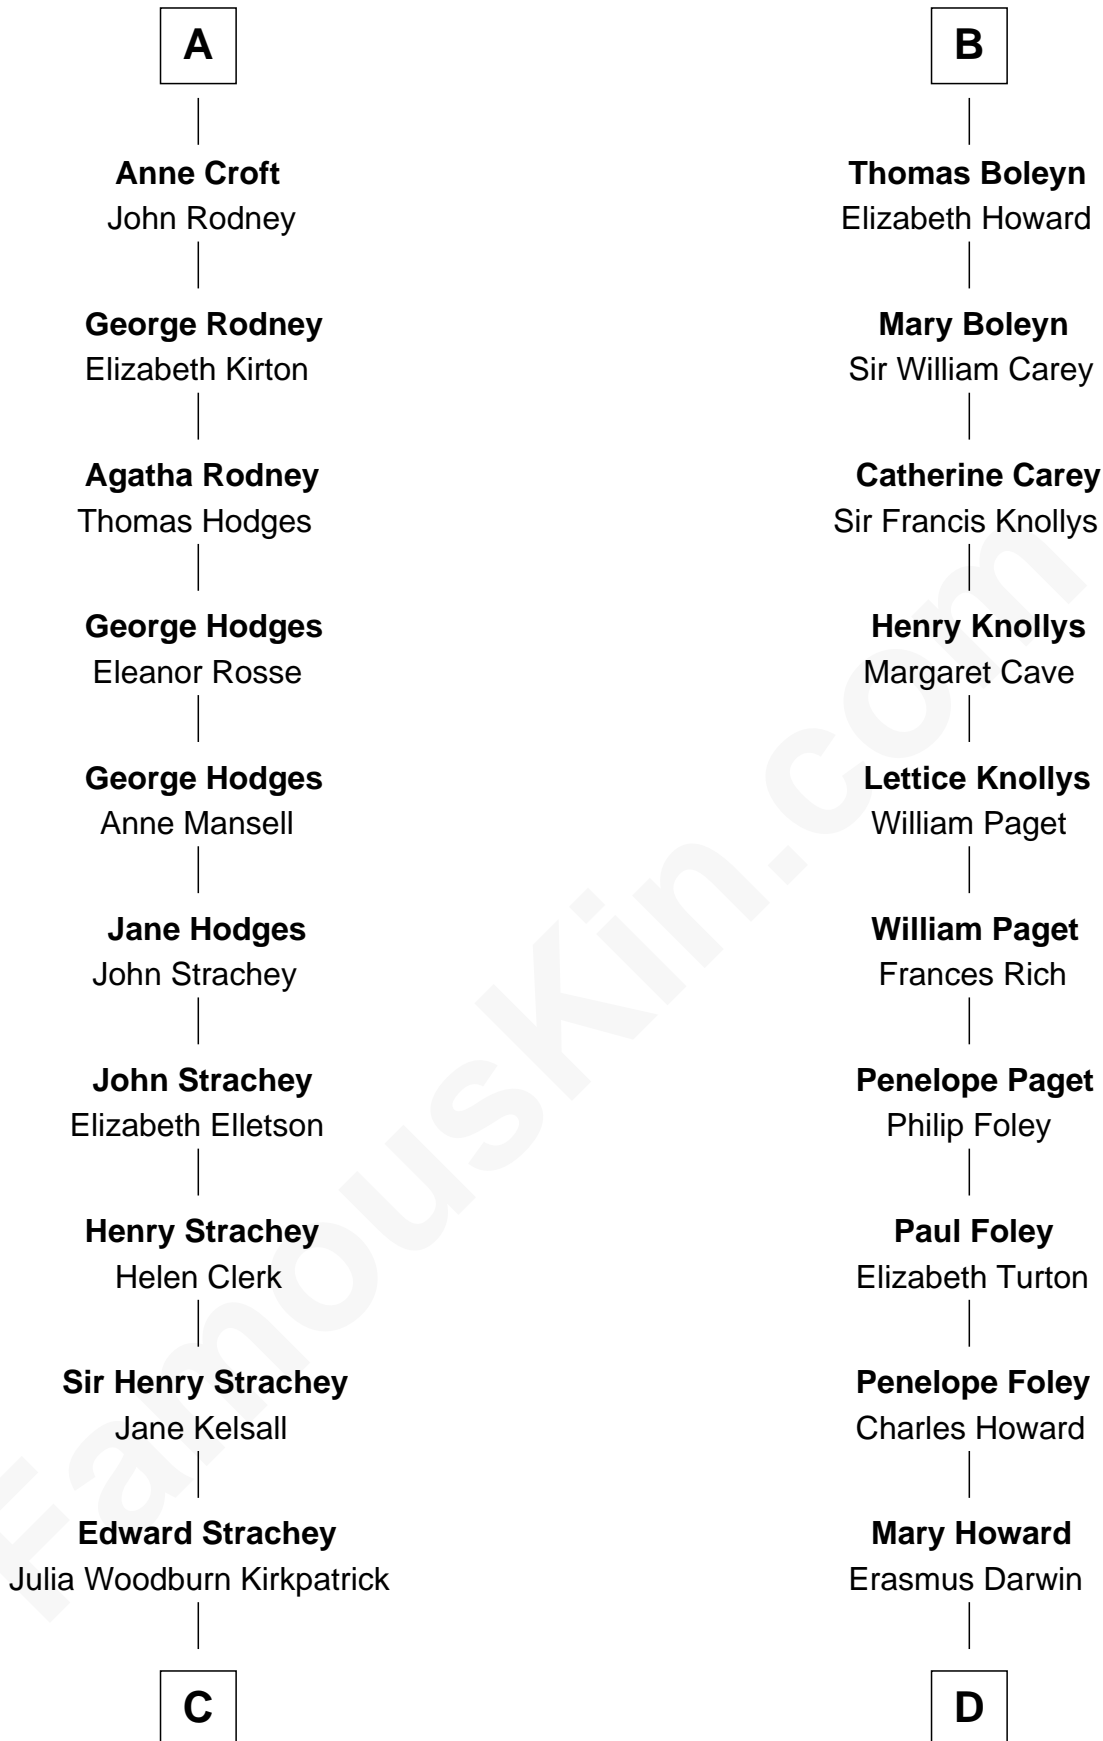 A
Anne Croft
John Rodney
George Rodney
Elizabeth Kirton
Agatha Rodney
Thomas Hodges
George Hodges
Eleanor Rosse
George Hodges
Anne Mansell
Jane Hodges
John Strachey
John Strachey
Elizabeth Elletson
Henry Strachey
Helen Clerk
Sir Henry Strachey
Jane Kelsall
Edward Strachey
Julia Woodburn Kirkpatrick
C
B
Thomas Boleyn
Elizabeth Howard
Mary Boleyn
Sir William Carey
Catherine Carey
Sir Francis Knollys
Henry Knollys
Margaret Cave
Lettice Knollys
William Paget
William Paget
Frances Rich
Penelope Paget
Philip Foley
Paul Foley
Elizabeth Turton
Penelope Foley
Charles Howard
Mary Howard
Erasmus Darwin
D
FamousKin.com